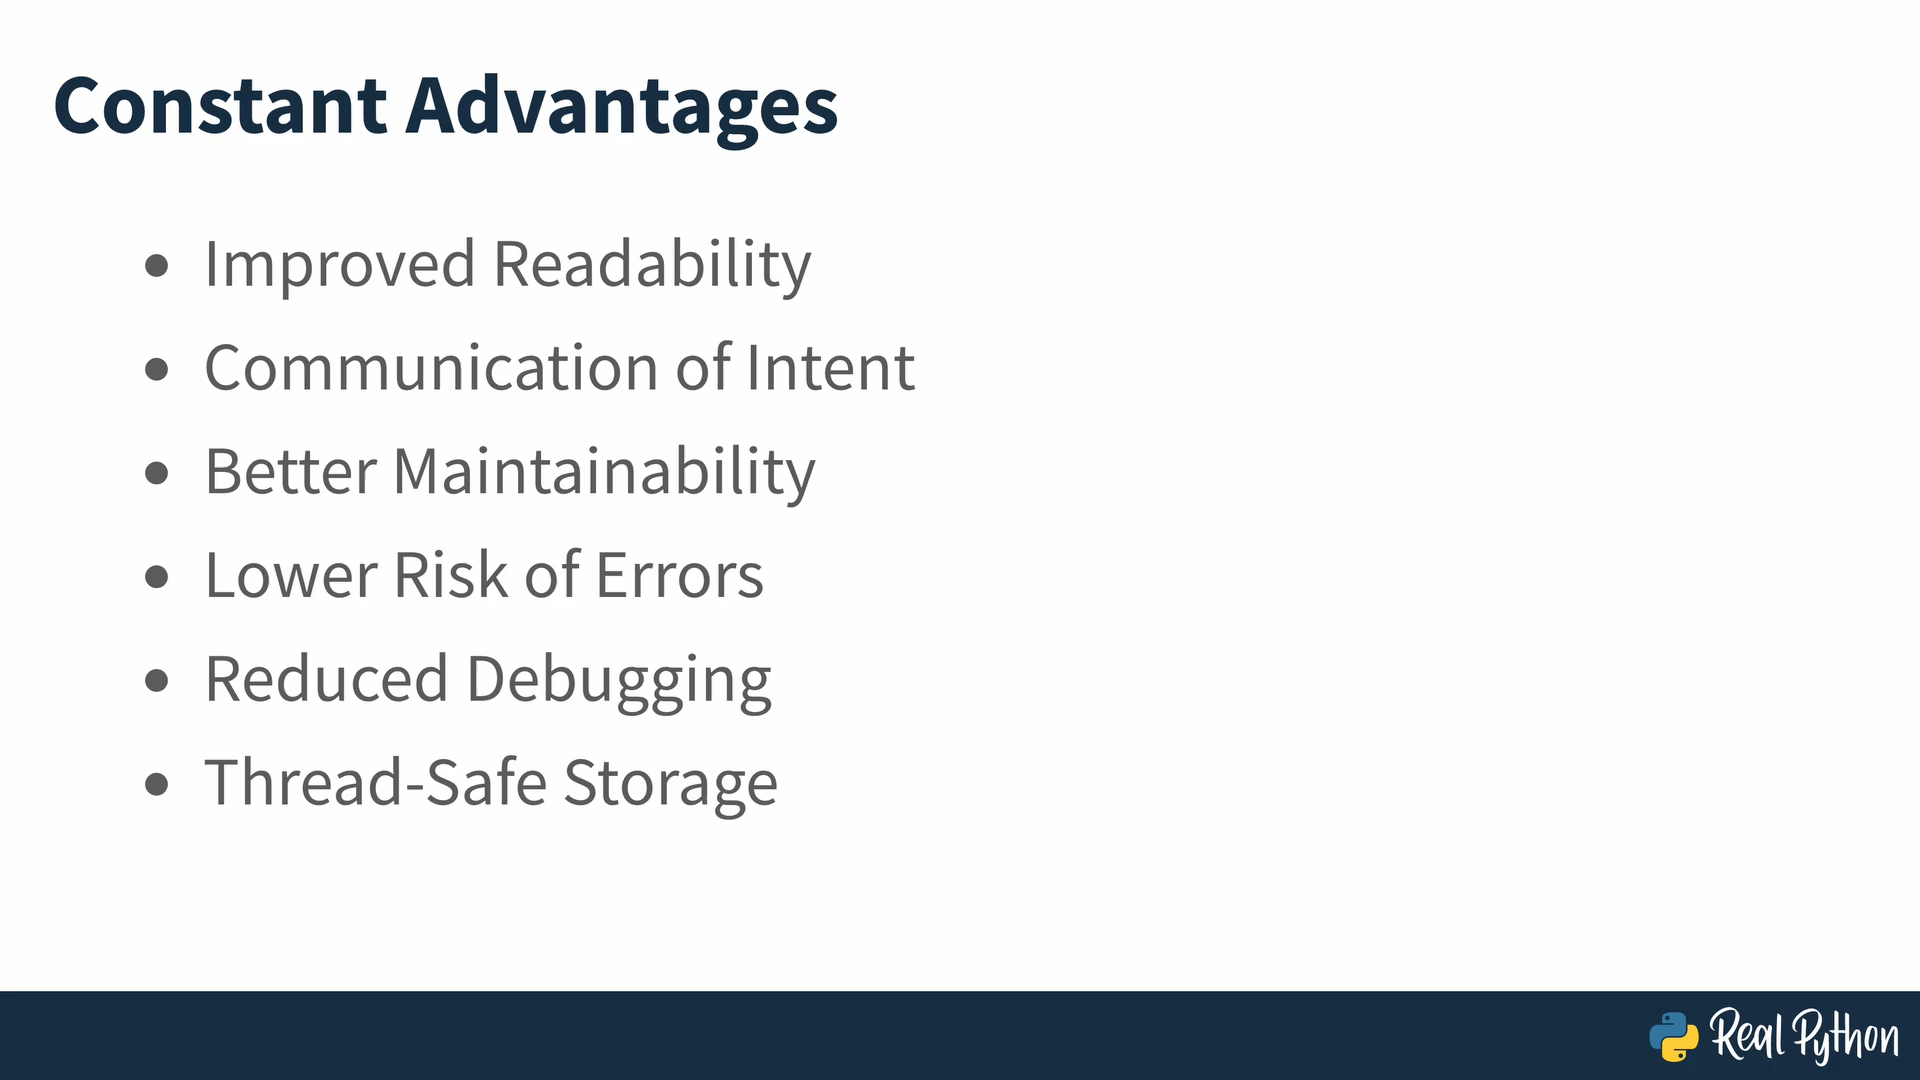 Constant Advantages
• Improved Readability
• Communication of Intent
• Better Maintainability
• Lower Risk of Errors
• Reduced Debugging
• Thread-Safe Storage
Real Python